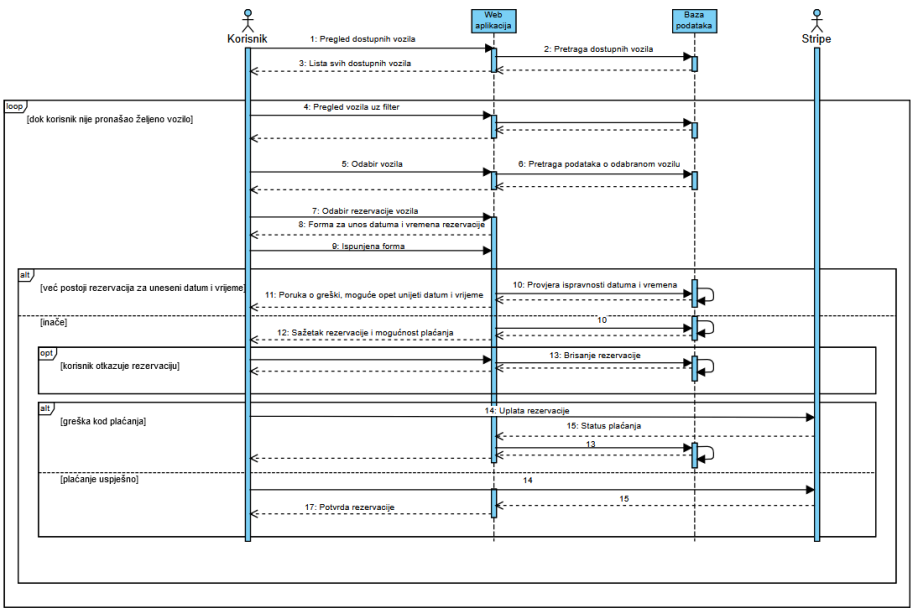 Korisnik
Web
aplikacija
Baza
podataka
Stripe
1: Pregled dostupnih vozila
2: Pretraga dostupnih vozila
3: Lista svih dostupnih vozila
loop
[dok korisnik nije pronašao željeno vozilo]
4: Pregled vozila uz filter
5: Odabir vozila
6: Pretraga podataka o odabranom vozilu
7: Odabir rezervacije vozila
8: Forma za unos datuma i vremena rezervacije
9: Ispunjena forma
alt
[već postoji rezervacija za uneseni datum i vrijeme]
10: Provjera ispravnosti datuma i vremena
11: Poruka o greški, moguće opet unijeti datum i vrijeme
[inače]
10
12: Sažetak rezervacije i mogućnost plaćanja
opt
[korisnik otkazuje rezervaciju]
13: Brisanje rezervacije
alt
[greška kod plaćanja]
14: Uplata rezervacije
15: Status plaćanja
13
[plaćanje uspješno]
14
15
17: Potvrda rezervacije